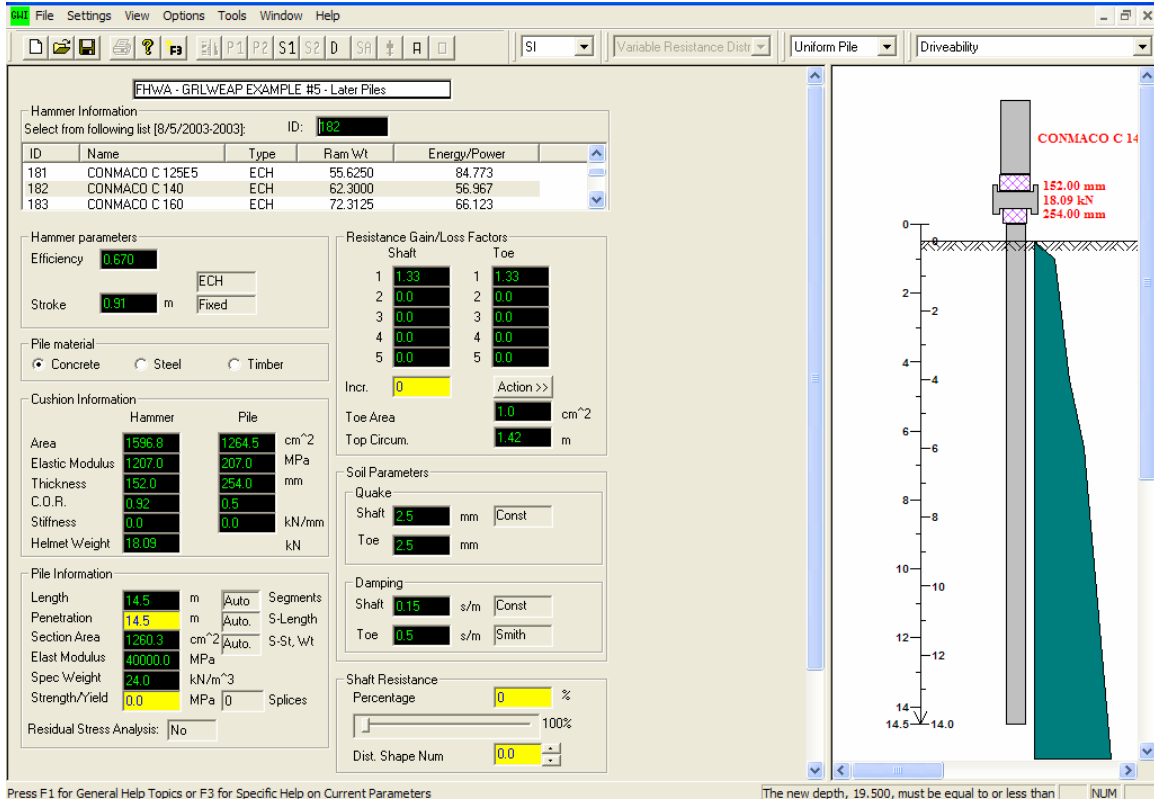 GWI File Settings View Options Tools Window Help
F3 P1 P2 S1 S2 D SA A SI Variable Resistance Distr Uniform Pile Driveability
FHWA - GRLWEAP EXAMPLE #5 - Later Piles
Hammer Information
Select from following list [8/5/2003-2003]: ID: 182
ID Name Type Ram Wt Energy/Power
181 CONMACO C 125E5 ECH 55.6250 84.773
182 CONMACO C 140 ECH 62.3000 56.967
183 CONMACO C 160 ECH 72.3125 66.123
Hammer parameters
Efficiency 0.670
ECH
Stroke 0.91 m Fixed
Pile material
Concrete Steel Timber
Cushion Information
Hammer Pile
Area 1596.8 1264.5 cm^2
Elastic Modulus 1207.0 207.0 MPa
Thickness 152.0 254.0 mm
C.O.R. 0.92 0.5
Stiffness 0.0 0.0 kN/mm
Helmet Weight 18.09 kN
Pile Information
Length 14.5 m Auto Segments
Penetration 14.5 m Auto. S-Length
Section Area 1260.3 cm^2 Auto. S-St, Wt
Elast Modulus 40000.0 MPa
Spec Weight 24.0 kN/m^3
Strength/Yield 0.0 MPa 0 Splices
Residual Stress Analysis: No
Resistance Gain/Loss Factors
Shaft Toe
1 1.33 1 1.33
2 0.0 2 0.0
3 0.0 3 0.0
4 0.0 4 0.0
5 0.0 5 0.0
Incr. 0 Action >>
Toe Area 1.0 cm^2
Top Circum. 1.42 m
Soil Parameters
Quake
Shaft 2.5 mm Const
Toe 2.5 mm
Damping
Shaft 0.15 s/m Const
Toe 0.5 s/m Smith
Shaft Resistance
Percentage 0 %
100%
Dist. Shape Num 0.0
CONMACO C 14
152.00 mm
18.09 kN
254.00 mm
0 0
2 2
4 4
6 6
8 8
10 10
12 12
14
14.5 14.0
Press F1 for General Help Topics or F3 for Specific Help on Current Parameters The new depth, 19.500, must be equal to or less than NUM